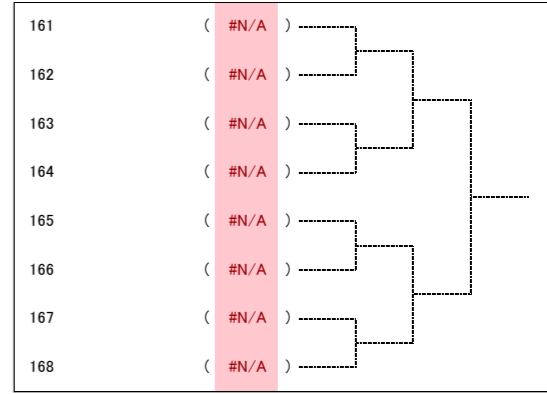 161 ( #N/A )
162 ( #N/A )
163 ( #N/A )
164 ( #N/A )
165 ( #N/A )
166 ( #N/A )
167 ( #N/A )
168 ( #N/A )